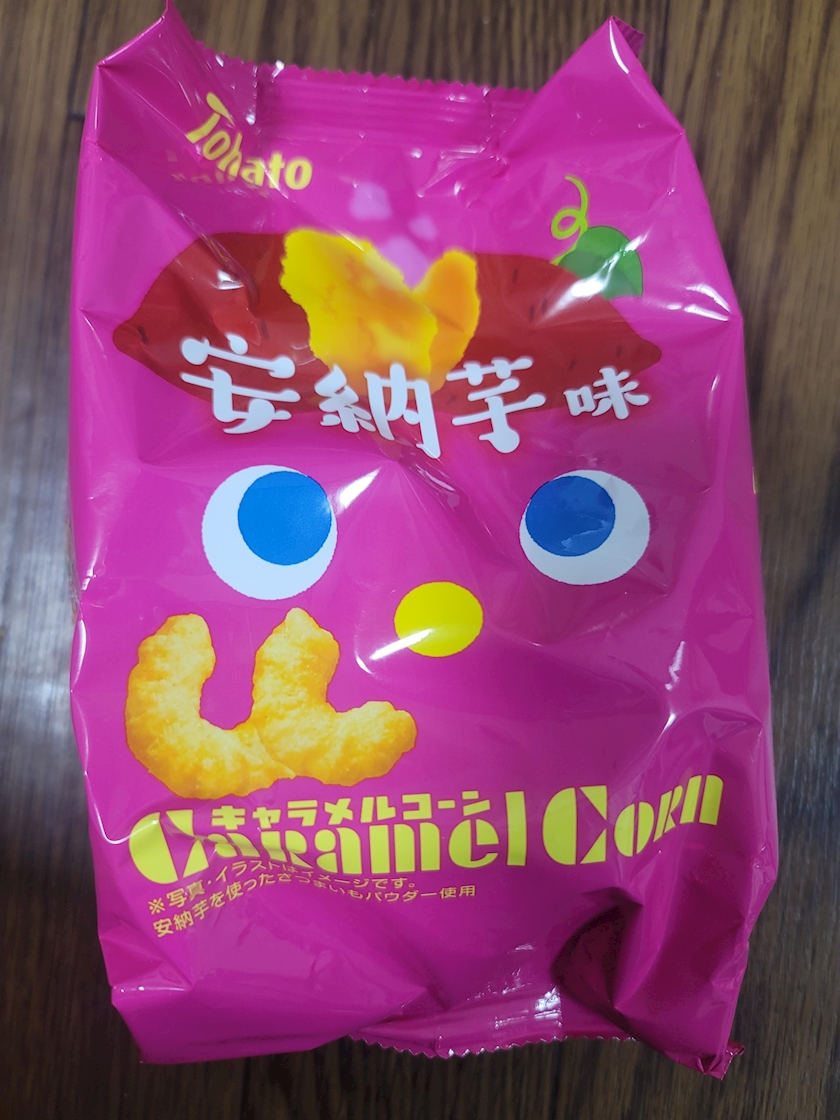 Tohato
安納芋味
キャラメルコーン
Caramel Corn
※写真・イラストはイメージです。
安納芋を使ったさつまいもパウダー使用